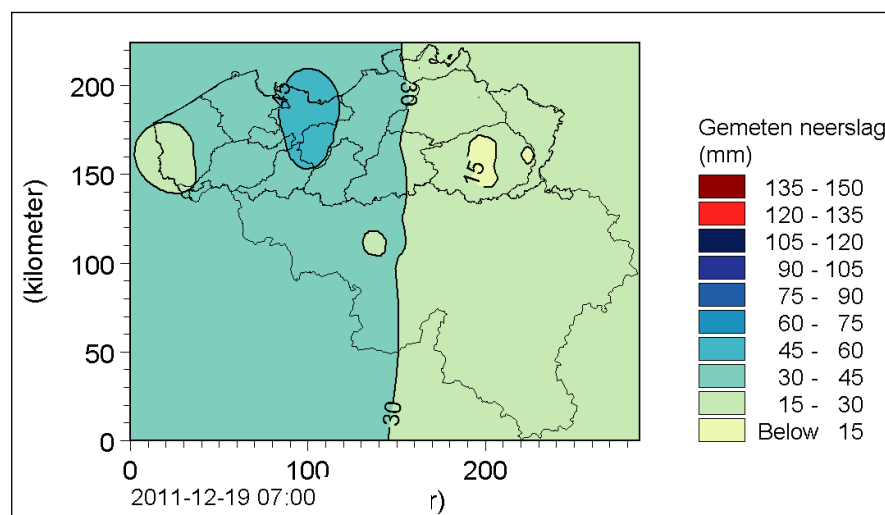 200
150
100
50
0
(kilometer)
0
100
200
r)
2011-12-19 07:00
45
30
15
30
Gemeten neerslag
(mm)
135 - 150
120 - 135
105 - 120
90 - 105
75 - 90
60 - 75
45 - 60
30 - 45
15 - 30
Below 15